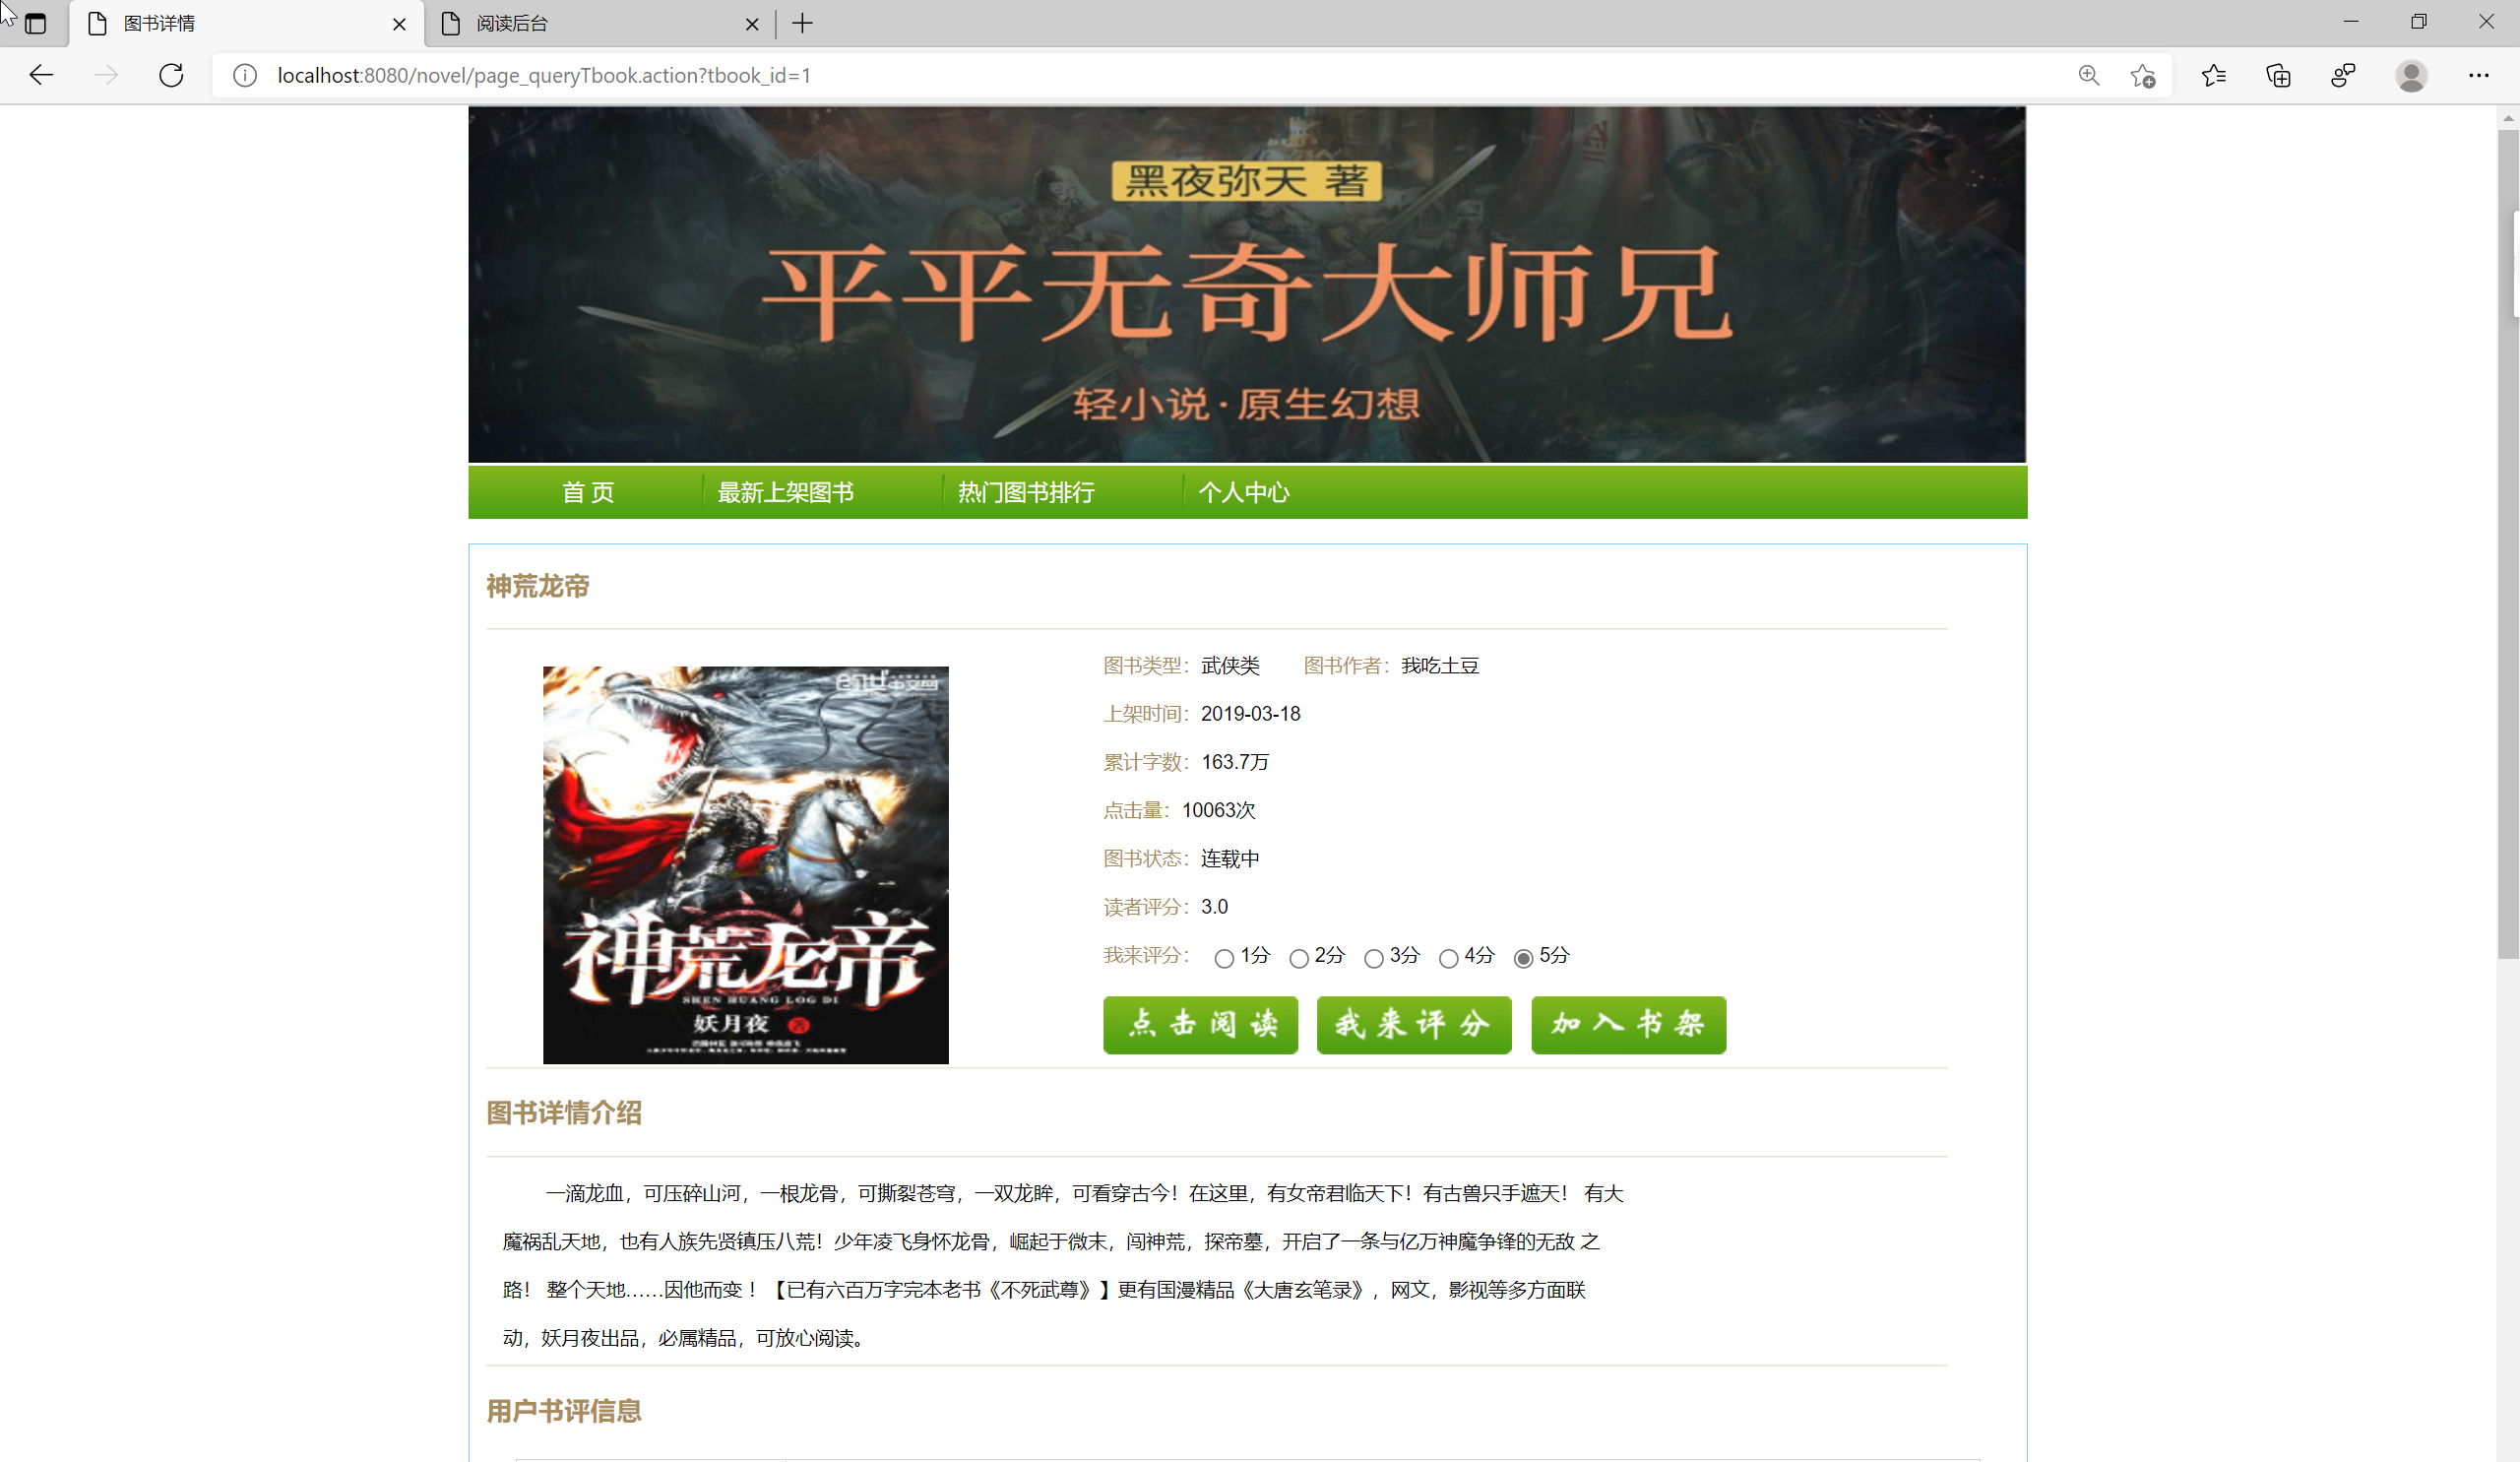 图书详情
阅读后台
localhost:8080/novel/page_queryTbook.action?tbook_id=1
黑夜弥天 著
平平无奇大师兄
轻小说·原生幻想
首 页
最新上架图书
热门图书排行
个人中心
神荒龙帝
图书类型：武侠类 图书作者：我吃土豆
上架时间：2019-03-18
累计字数：163.7万
点击量：10063次
图书状态：连载中
读者评分：3.0
我来评分： 1分 2分 3分 4分 5分
点击阅读 我来评分 加入书架
创世中文网
神荒龙帝
SHEN HUANG LOG DI
妖月夜 著
图书详情介绍
一滴龙血，可压碎山河，一根龙骨，可撕裂苍穹，一双龙眸，可看穿古今！在这里，有女帝君临天下！有古兽只手遮天！ 有大
魔祸乱天地，也有人族先贤镇压八荒！少年凌飞身怀龙骨，崛起于微末，闯神荒，探帝墓，开启了一条与亿万神魔争锋的无敌 之
路！ 整个天地……因他而变 ！【已有六百万字完本老书《不死武尊》】更有国漫精品《大唐玄笔录》，网文，影视等多方面联
动，妖月夜出品，必属精品，可放心阅读。
用户书评信息